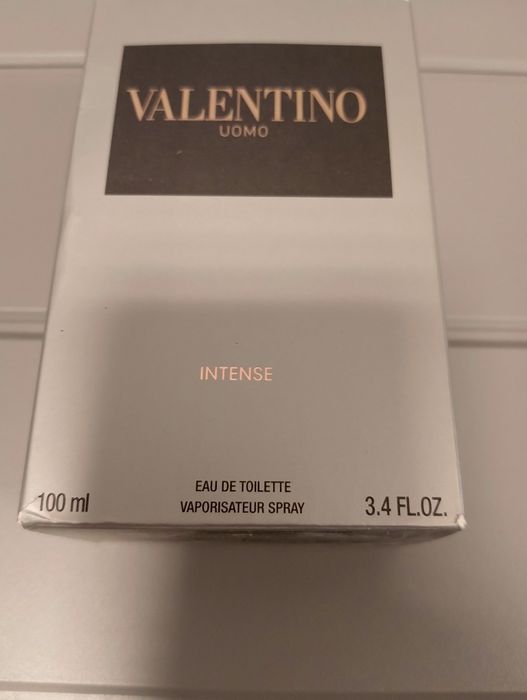 VALENTINO
UOMO
INTENSE
EAU DE TOILETTE
VAPORISATEUR SPRAY
100 ml
3.4 FL.OZ.